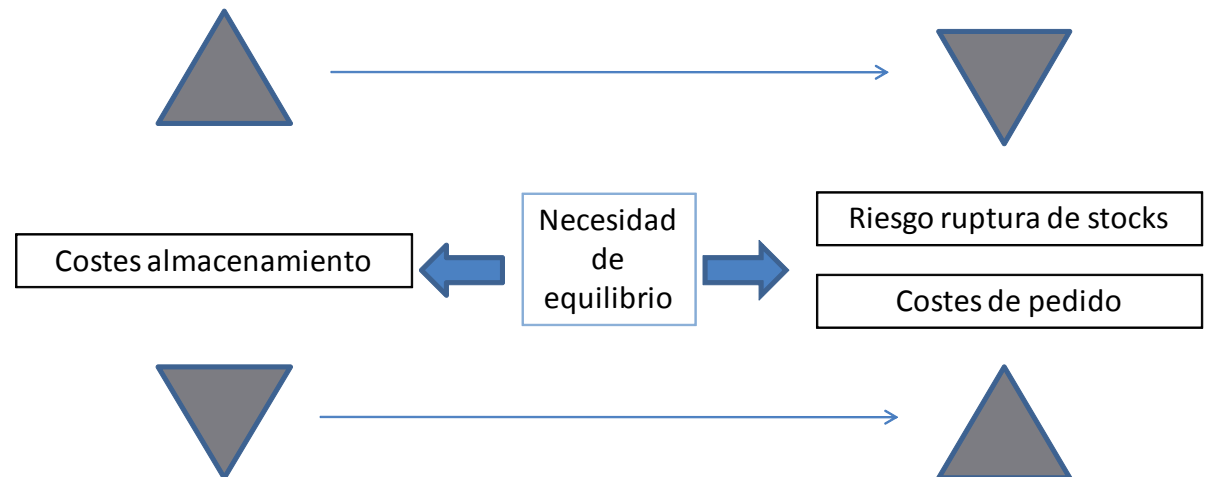 Costes almacenamiento
Necesidad
de
equilibrio
Riesgo ruptura de stocks
Costes de pedido